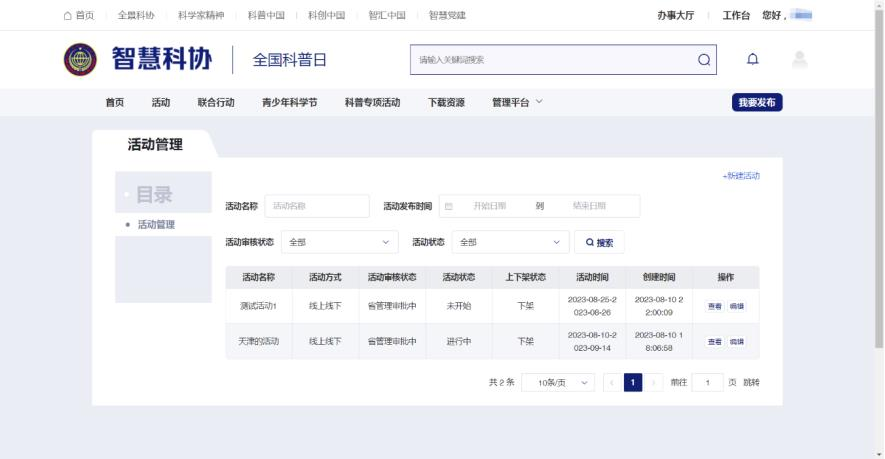 首页 全景科协 科学家精神 科普中国 科创中国 智汇中国 智慧党建 办事大厅 工作台 您好，
智慧科协 全国科普日 请输入关键词搜索
首页 活动 联合行动 青少年科学节 科普专项活动 下载资源 管理平台 我要发布
活动管理
+新建活动
目录
活动管理
活动名称 活动名称 活动发布时间 开始日期 到 结束日期
活动审核状态 全部 活动状态 全部 搜索
活动名称 活动方式 活动审核状态 活动状态 上下架状态 活动时间 创建时间 操作
测试活动1 线上线下 省管理审批中 未开始 下架 2023-08-25-2 2023-08-10 2 查看 编辑
023-08-26 2:00:09
天津的活动 线上线下 省管理审批中 进行中 下架 2023-08-10-2 2023-08-10 1 查看 编辑
023-09-14 8:06:58
共 2 条 10条/页 1 前往 1 页 跳转